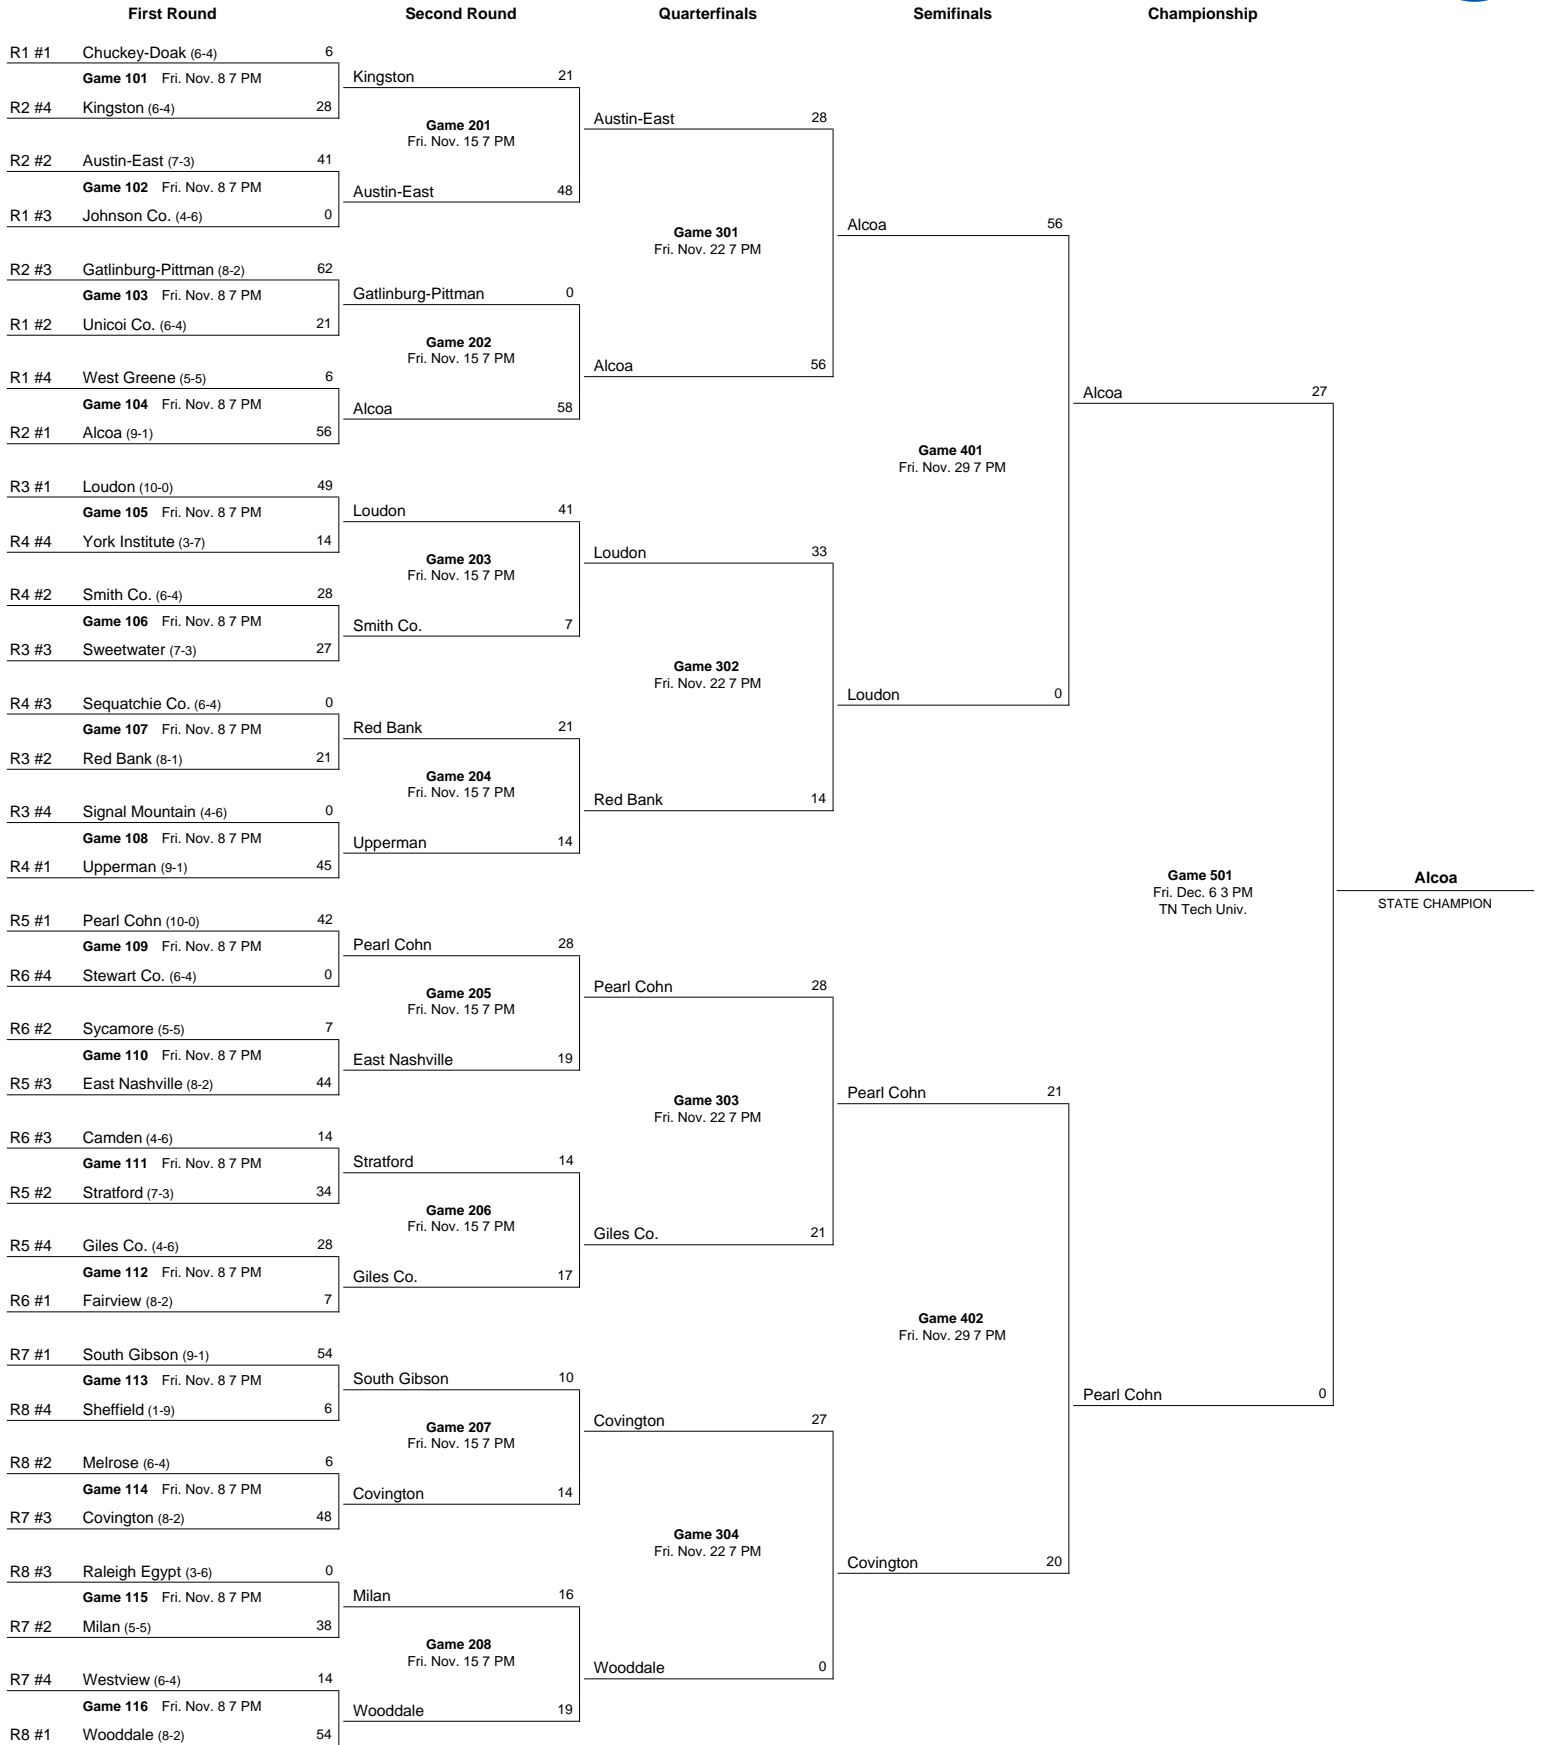 First Round Second Round Quarterfinals Semifinals Championship
R1 #1 Chuckey-Doak (6-4) 6
Game 101 Fri. Nov. 8 7 PM
R2 #4 Kingston (6-4) 28
R2 #2 Austin-East (7-3) 41
Game 102 Fri. Nov. 8 7 PM
R1 #3 Johnson Co. (4-6) 0
R2 #3 Gatlinburg-Pittman (8-2) 62
Game 103 Fri. Nov. 8 7 PM
R1 #2 Unicoi Co. (6-4) 21
R1 #4 West Greene (5-5) 6
Game 104 Fri. Nov. 8 7 PM
R2 #1 Alcoa (9-1) 56
R3 #1 Loudon (10-0) 49
Game 105 Fri. Nov. 8 7 PM
R4 #4 York Institute (3-7) 14
R4 #2 Smith Co. (6-4) 28
Game 106 Fri. Nov. 8 7 PM
R3 #3 Sweetwater (7-3) 27
R4 #3 Sequatchie Co. (6-4) 0
Game 107 Fri. Nov. 8 7 PM
R3 #2 Red Bank (8-1) 21
R3 #4 Signal Mountain (4-6) 0
Game 108 Fri. Nov. 8 7 PM
R4 #1 Upperman (9-1) 45
R5 #1 Pearl Cohn (10-0) 42
Game 109 Fri. Nov. 8 7 PM
R6 #4 Stewart Co. (6-4) 0
R6 #2 Sycamore (5-5) 7
Game 110 Fri. Nov. 8 7 PM
R5 #3 East Nashville (8-2) 44
R6 #3 Camden (4-6) 14
Game 111 Fri. Nov. 8 7 PM
R5 #2 Stratford (7-3) 34
R5 #4 Giles Co. (4-6) 28
Game 112 Fri. Nov. 8 7 PM
R6 #1 Fairview (8-2) 7
R7 #1 South Gibson (9-1) 54
Game 113 Fri. Nov. 8 7 PM
R8 #4 Sheffield (1-9) 6
R8 #2 Melrose (6-4) 6
Game 114 Fri. Nov. 8 7 PM
R7 #3 Covington (8-2) 48
R8 #3 Raleigh Egypt (3-6) 0
Game 115 Fri. Nov. 8 7 PM
R7 #2 Milan (5-5) 38
R7 #4 Westview (6-4) 14
Game 116 Fri. Nov. 8 7 PM
R8 #1 Wooddale (8-2) 54
Kingston 21
Game 201
Fri. Nov. 15 7 PM
Austin-East 48
Gatlinburg-Pittman 0
Game 202
Fri. Nov. 15 7 PM
Alcoa 58
Loudon 41
Game 203
Fri. Nov. 15 7 PM
Smith Co. 7
Red Bank 21
Game 204
Fri. Nov. 15 7 PM
Upperman 14
Pearl Cohn 28
Game 205
Fri. Nov. 15 7 PM
East Nashville 19
Stratford 14
Game 206
Fri. Nov. 15 7 PM
Giles Co. 17
South Gibson 10
Game 207
Fri. Nov. 15 7 PM
Covington 14
Milan 16
Game 208
Fri. Nov. 15 7 PM
Wooddale 19
Austin-East 28
Game 301
Fri. Nov. 22 7 PM
Alcoa 56
Loudon 33
Game 302
Fri. Nov. 22 7 PM
Red Bank 14
Pearl Cohn 28
Game 303
Fri. Nov. 22 7 PM
Giles Co. 21
Covington 27
Game 304
Fri. Nov. 22 7 PM
Wooddale 0
Alcoa 56
Game 401
Fri. Nov. 29 7 PM
Loudon 0
Pearl Cohn 21
Game 402
Fri. Nov. 29 7 PM
Covington 20
Alcoa 27
Game 501
Fri. Dec. 6 3 PM
TN Tech Univ.
Pearl Cohn 0
Alcoa
STATE CHAMPION